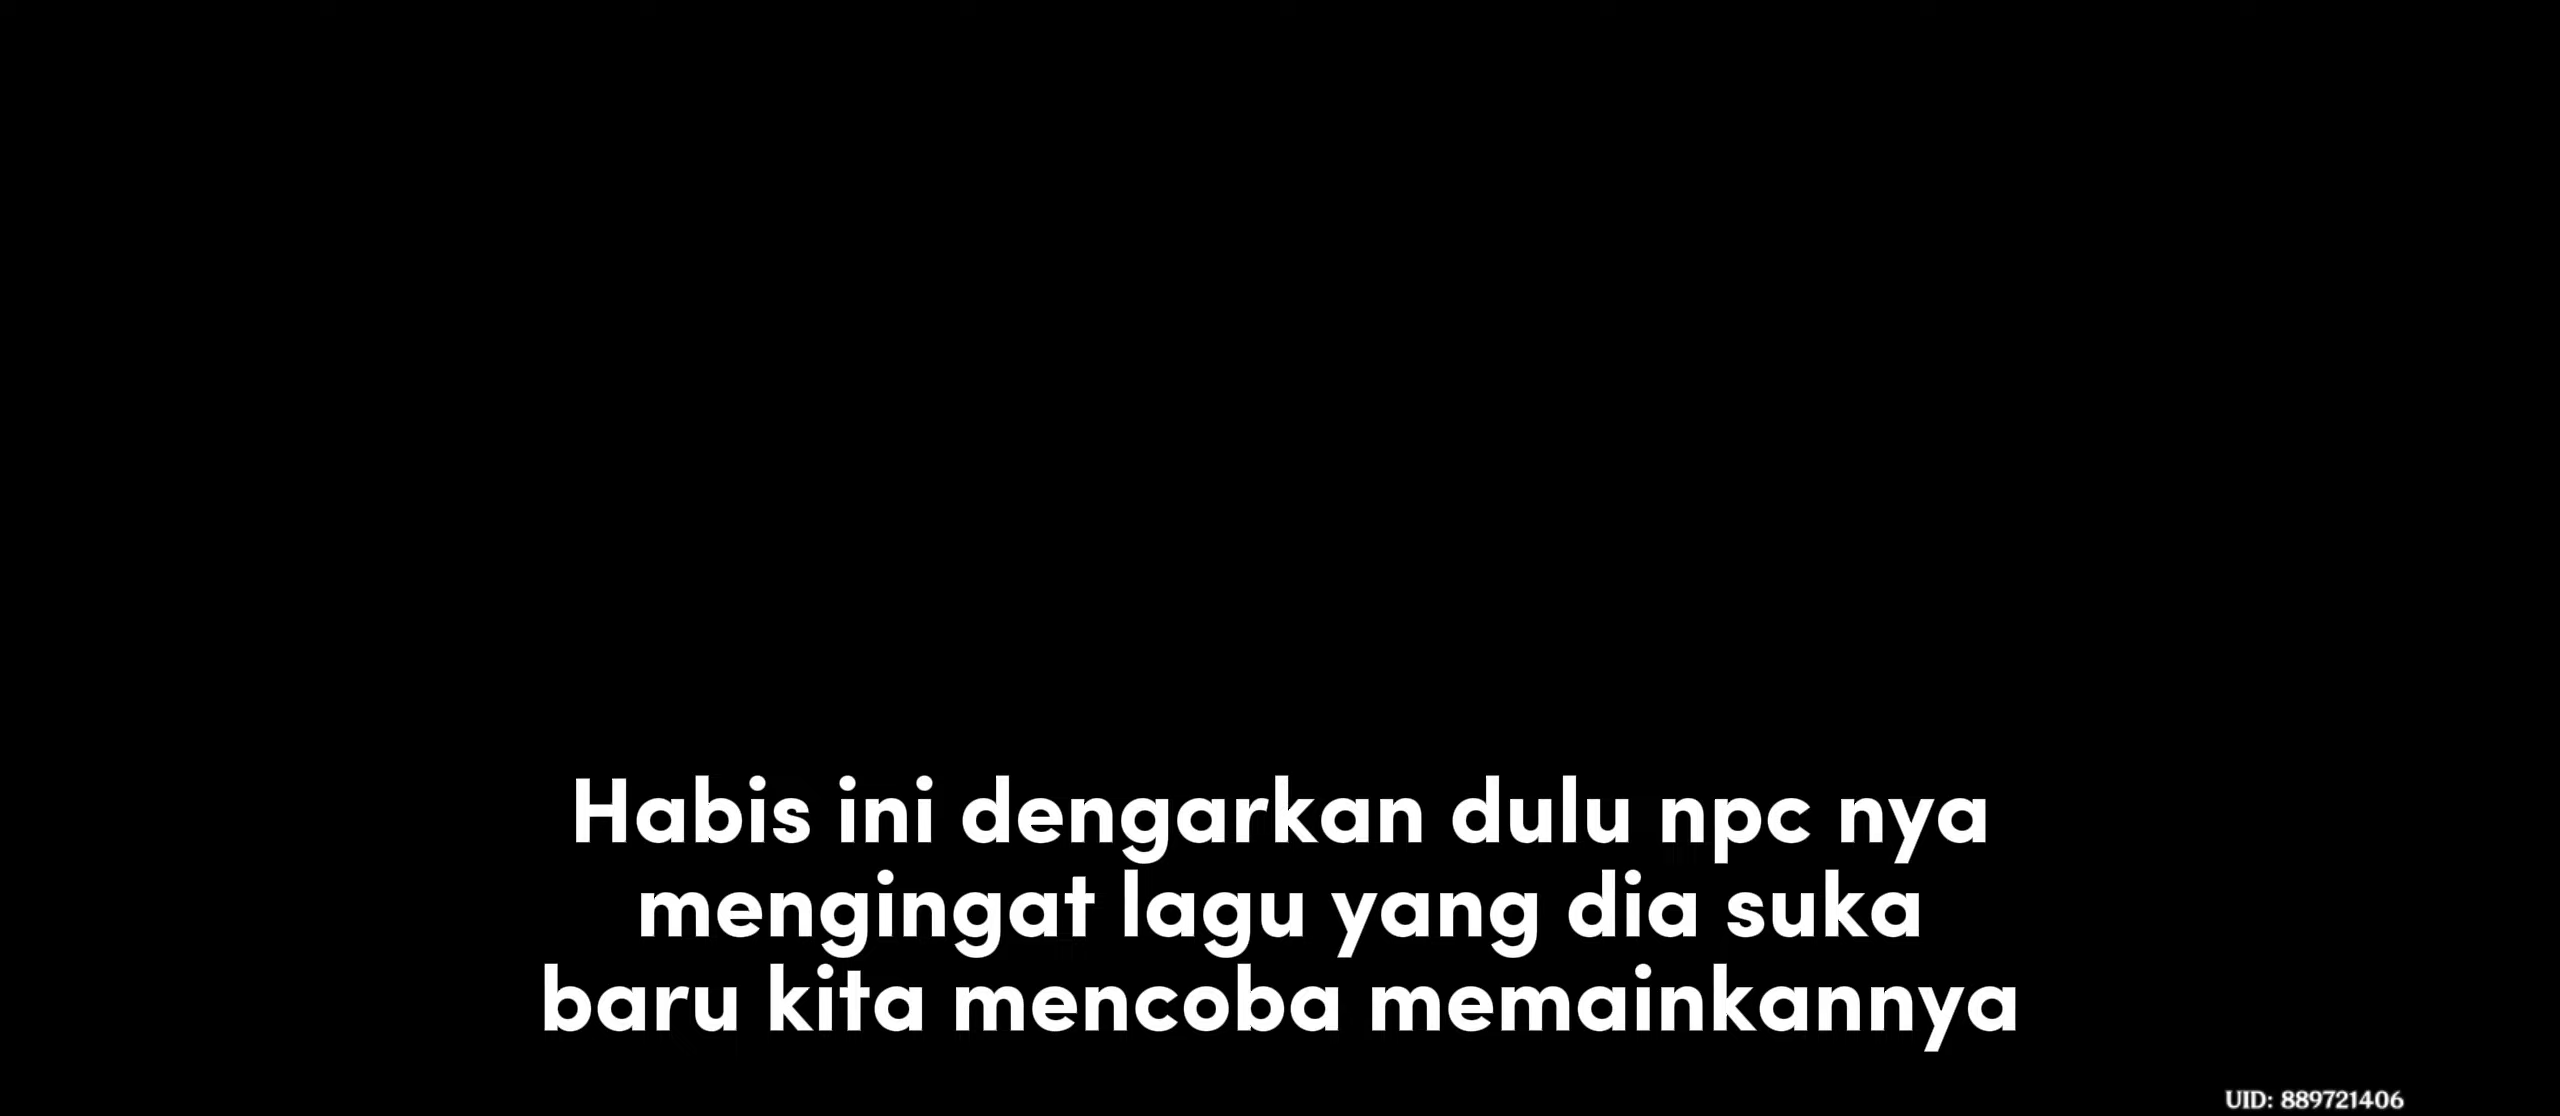 Habis ini dengarkan dulu npc nya
mengingat lagu yang dia suka
baru kita mencoba memainkannya
UID: 889721406